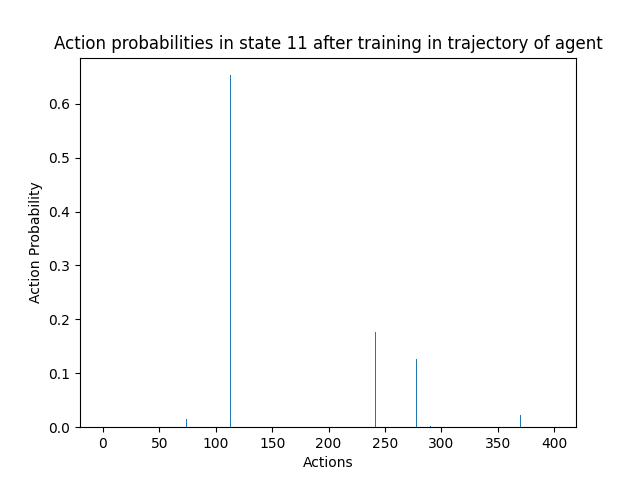 Action probabilities in state 11 after training in trajectory of agent
0.6
0.5
0.4
0.3
0.2
0.1
0.0
Action Probability
0 50 100 150 200 250 300 350 400
Actions